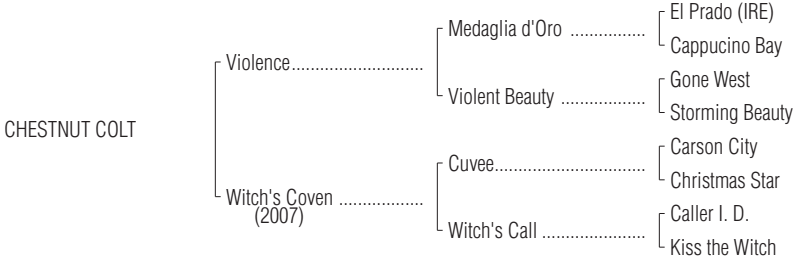 El Prado (IRE)
Medaglia d'Oro ................
Cappucino Bay
Violence............................
Gone West
Violent Beauty ..................
Storming Beauty
CHESTNUT COLT
Carson City
Cuvee................................
Christmas Star
Witch's Coven ..................
(2007)
Caller I. D.
Witch's Call ......................
Kiss the Witch